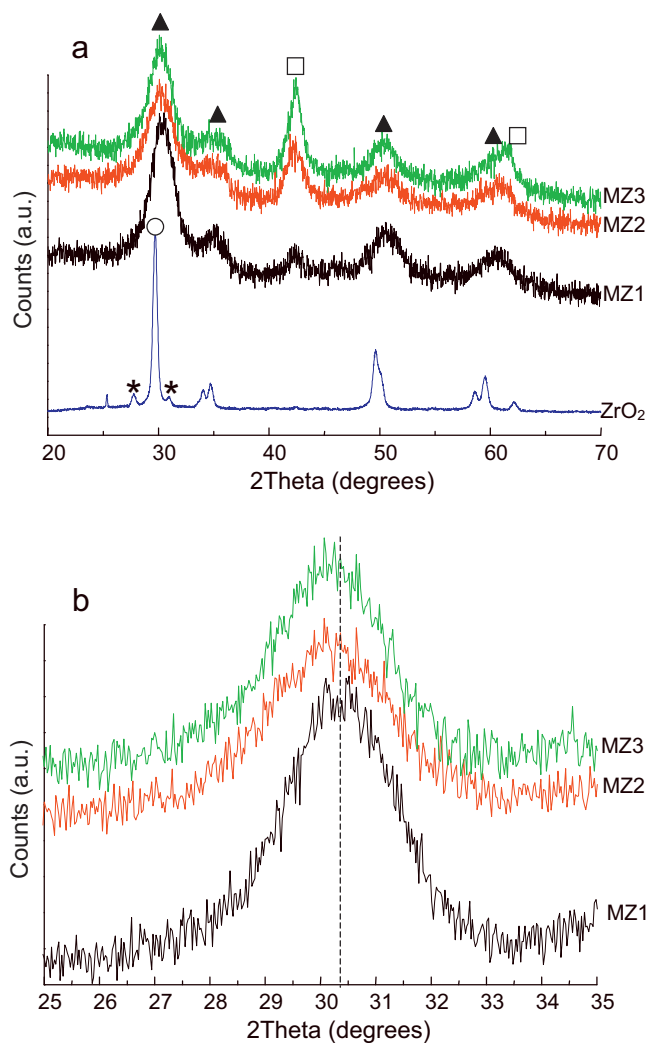 a
MZ3
MZ2
MZ1
* *
ZrO₂
Counts (a.u.)
20 30 40 50 60 70
2Theta (degrees)
b
MZ3
MZ2
MZ1
Counts (a.u.)
25 26 27 28 29 30 31 32 33 34 35
2Theta (degrees)